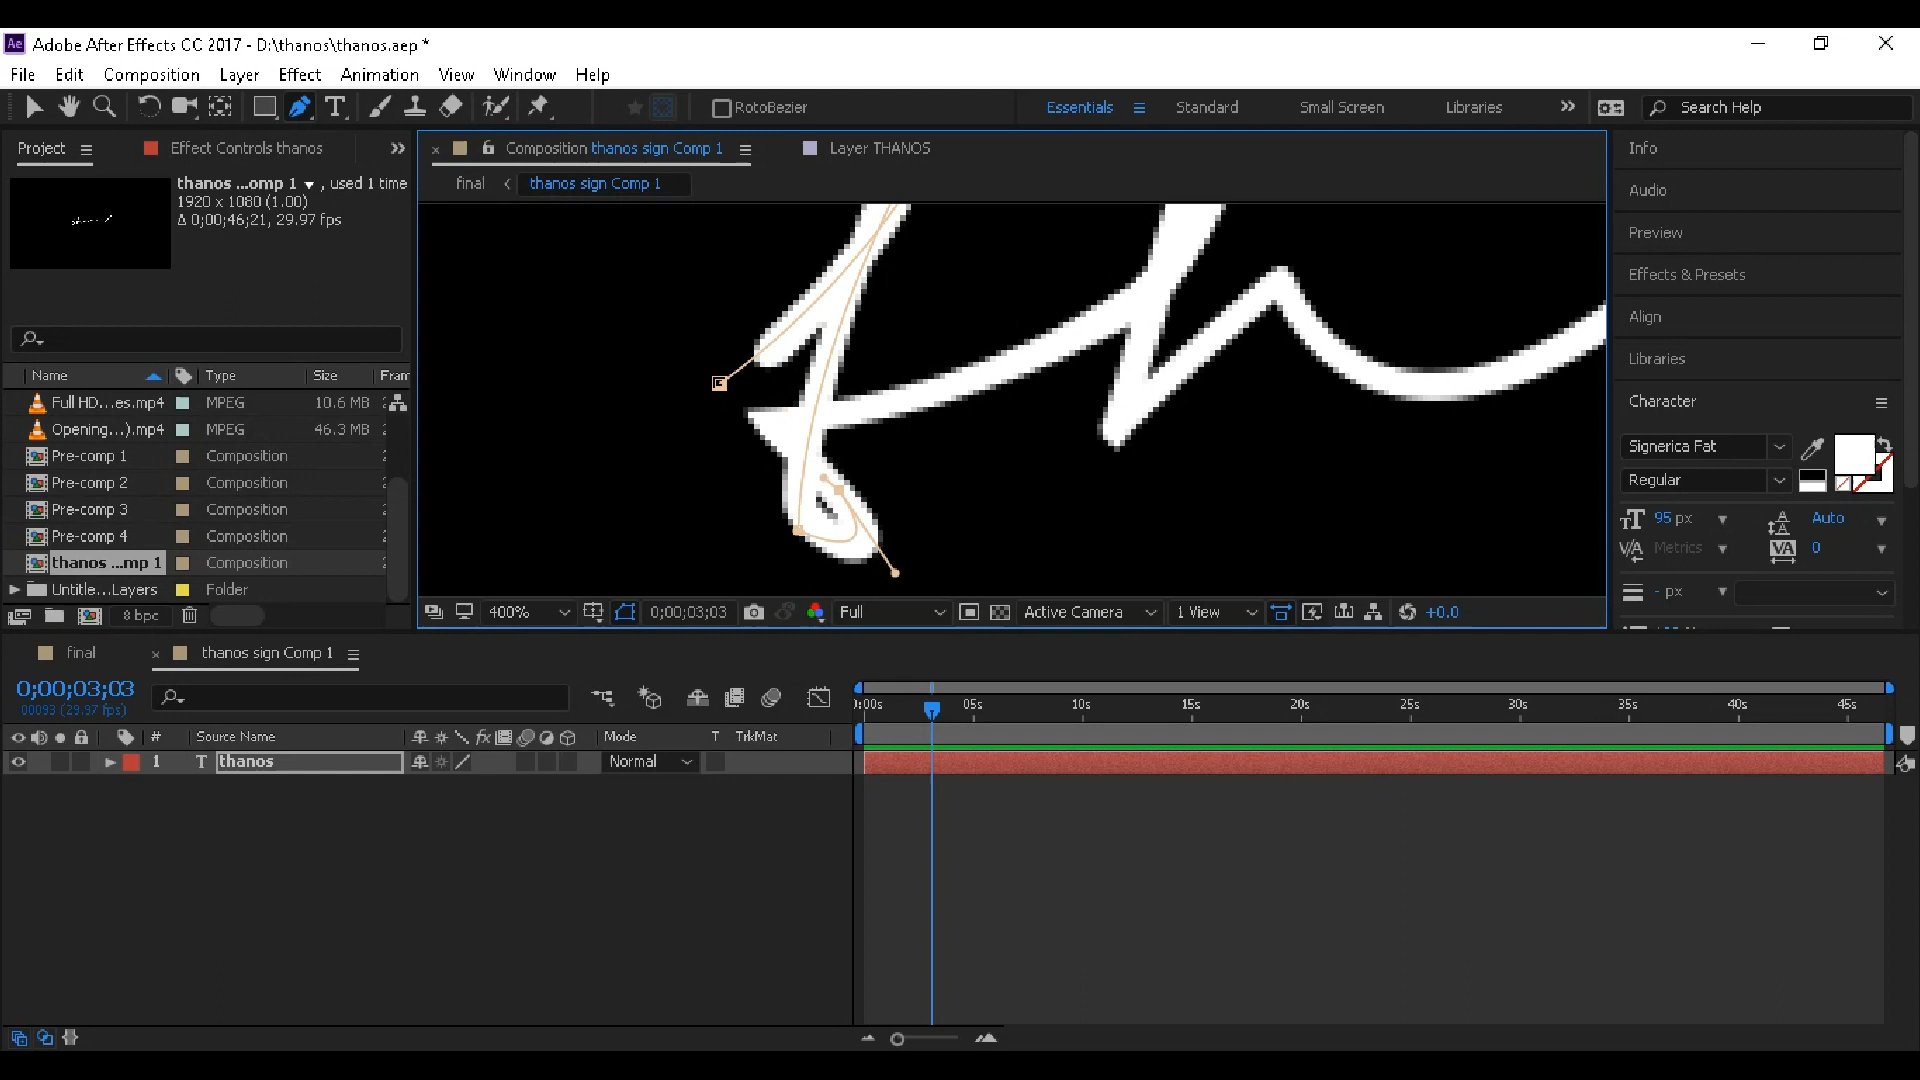 Ae Adobe After Effects CC 2017 - D:\thanos\thanos.aep *
File Edit Composition Layer Effect Animation View Window Help
T RotoBezier Essentials Standard Small Screen Libraries Search Help
Project Effect Controls thanos
thanos ...omp 1 , used 1 time
1920 x 1080 (1.00)
Δ 0;00;46;21, 29.97 fps
Name Type Size Fram
Full HD...es.mp4 MPEG 10.6 MB
Opening...).mp4 MPEG 46.3 MB
Pre-comp 1 Composition
Pre-comp 2 Composition
Pre-comp 3 Composition
Pre-comp 4 Composition
thanos ...mp 1 Composition
Untitle...Layers Folder
8 bpc
Composition thanos sign Comp 1 Layer THANOS
final thanos sign Comp 1
400% 0;00;03;03 Full Active Camera 1 View +0.0
Info
Audio
Preview
Effects & Presets
Align
Libraries
Character
Signerica Fat
Regular
95 px Auto
Metrics 0
- px
final thanos sign Comp 1
0;00;03;03
00093 (29.97 fps)
# Source Name fx Mode T TrkMat
1 T thanos Normal
05s 10s 15s 20s 25s 30s 35s 40s 45s